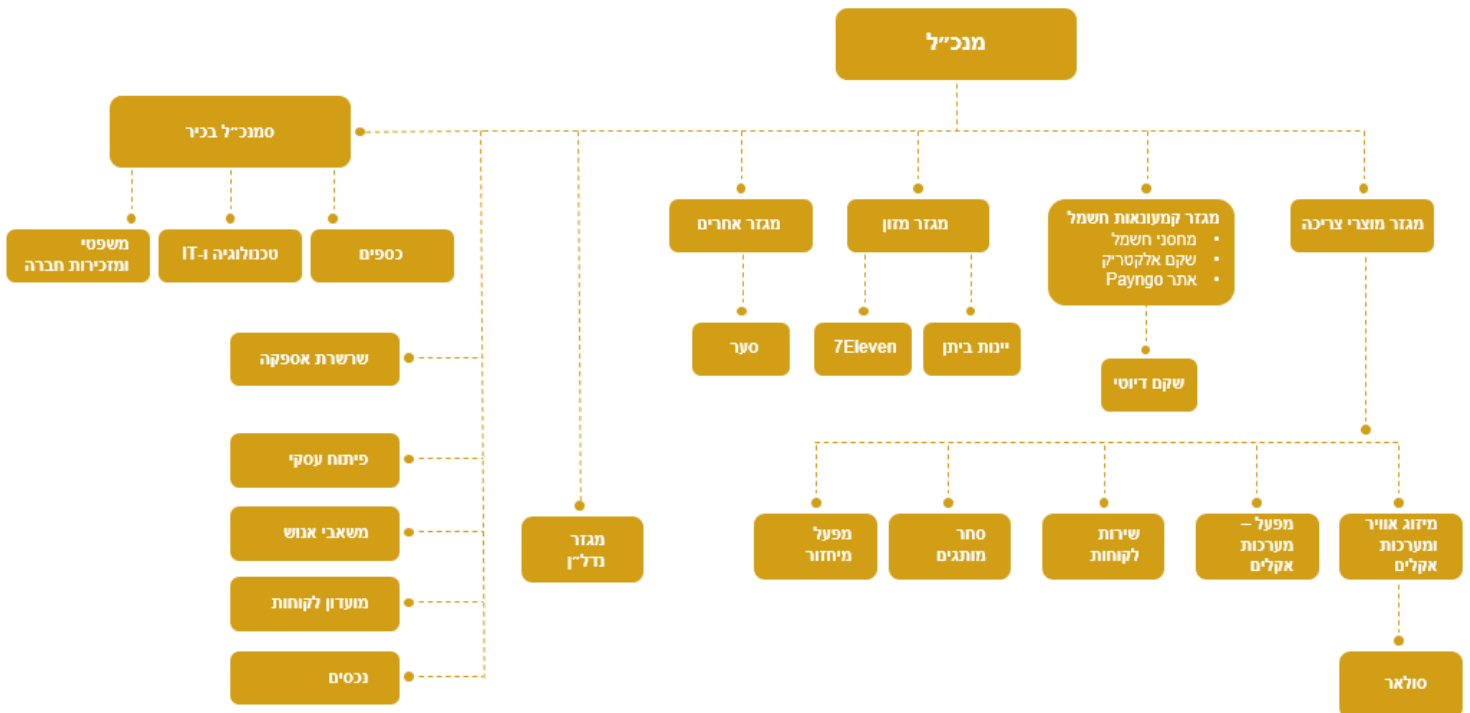 מנכ״ל
סמנכ״ל בכיר
משפטי
ומזכירות חברה
טכנולוגיה ו-IT
כספים
מגזר מוצרי צריכה
מגזר קמעונאות חשמל
• מחסני חשמל
• שקם אלקטריק
• אתר Payngo
מגזר מזון
מגזר אחרים
שקם דיוטי
יינות ביתן
7Eleven
סער
שרשרת אספקה
פיתוח עסקי
משאבי אנוש
מועדון לקוחות
נכסים
מגזר
נדל״ן
מיזוג אוויר
ומערכות
אקלים
מפעל –
מערכות
אקלים
שירות
לקוחות
סחר
מותגים
מפעל
מיחזור
סולאר